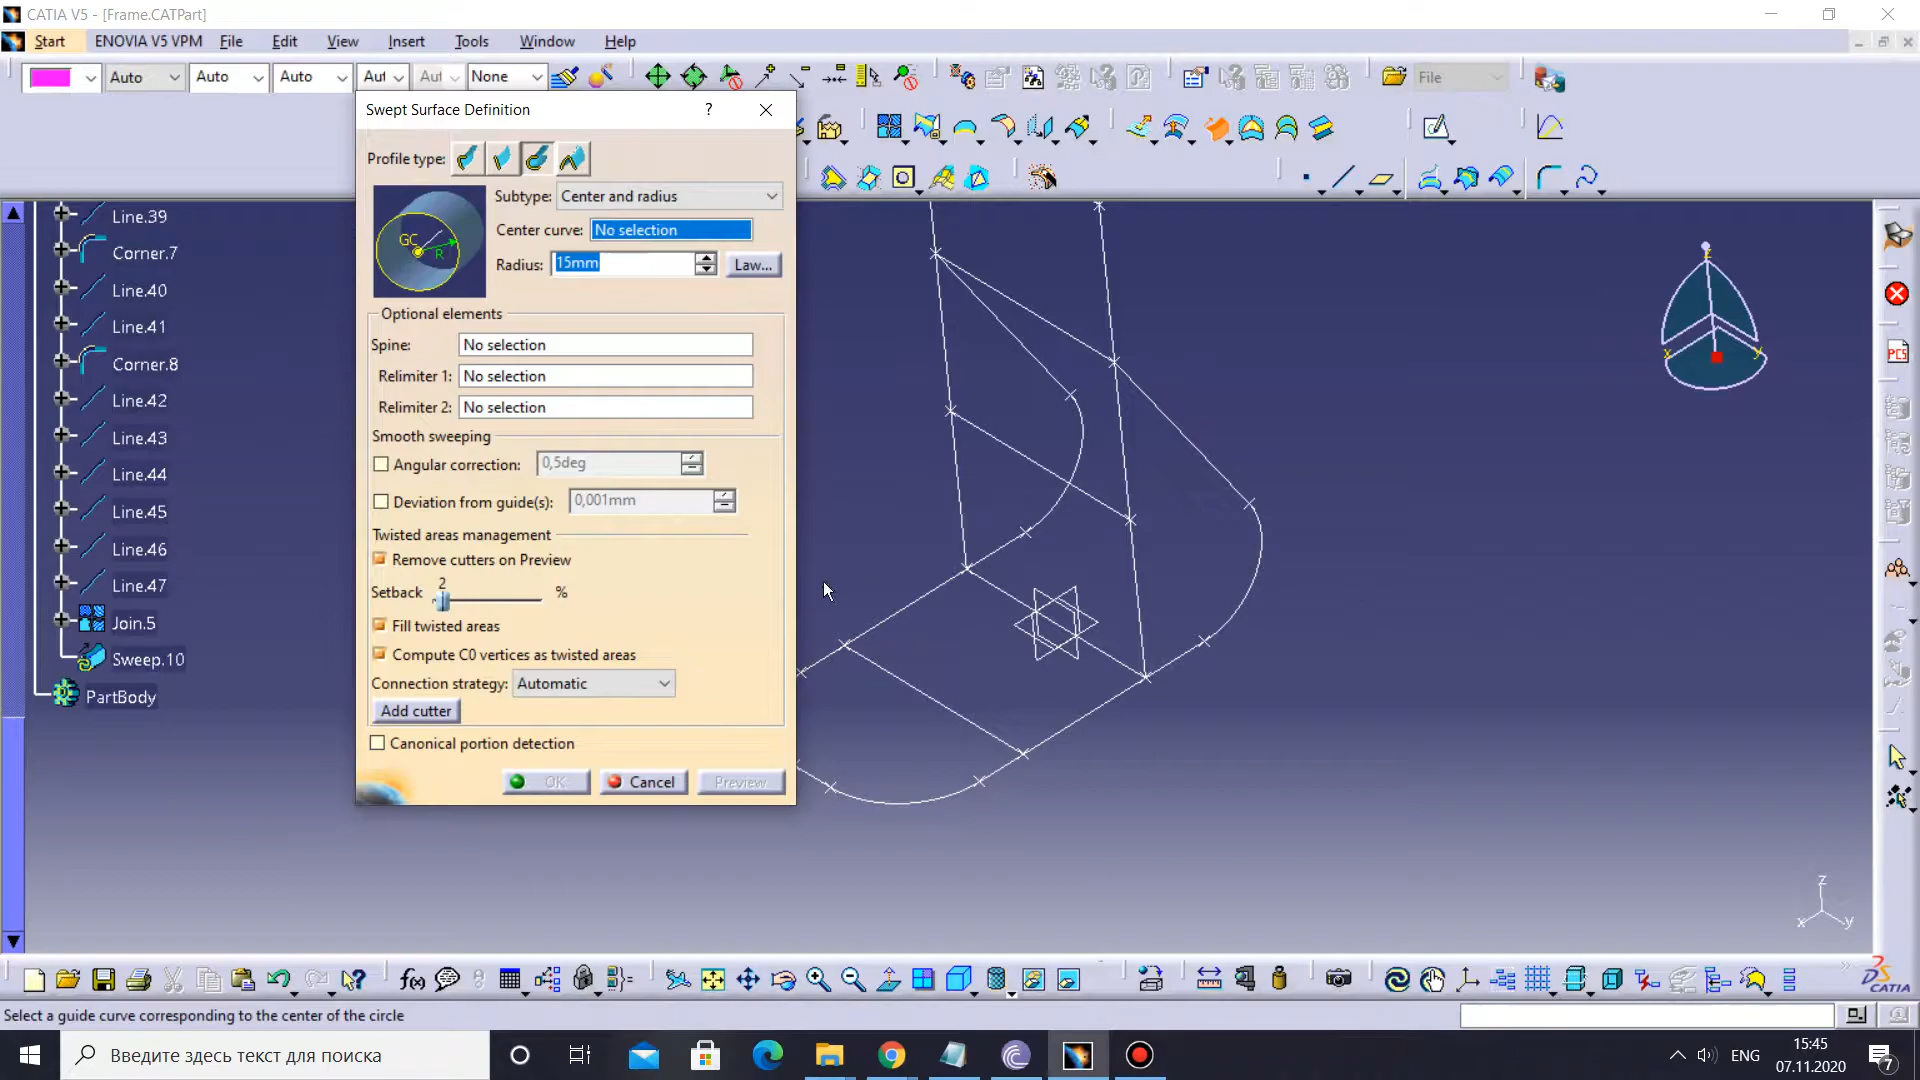 CATIA V5 - [Frame.CATPart]
Start ENOVIA V5 VPM File Edit View Insert Tools Window Help
Auto Auto Auto Aut Aut None File
Swept Surface Definition ?
Profile type:
Subtype: Center and radius
Center curve: No selection
Radius: 15mm Law...
GC
R
Optional elements
Spine: No selection
Relimiter 1: No selection
Relimiter 2: No selection
Smooth sweeping
Angular correction: 0,5deg
Deviation from guide(s): 0,001mm
Twisted areas management
Remove cutters on Preview
Setback 2 %
Fill twisted areas
Compute C0 vertices as twisted areas
Connection strategy: Automatic
Add cutter
Canonical portion detection
OK Cancel Preview
Line.39
Corner.7
Line.40
Line.41
Corner.8
Line.42
Line.43
Line.44
Line.45
Line.46
Line.47
Join.5
Sweep.10
PartBody
z
x y
PCS
z
x y
f(x)
CATIA
Select a guide curve corresponding to the center of the circle
Введите здесь текст для поиска
ENG
15:45
07.11.2020
7